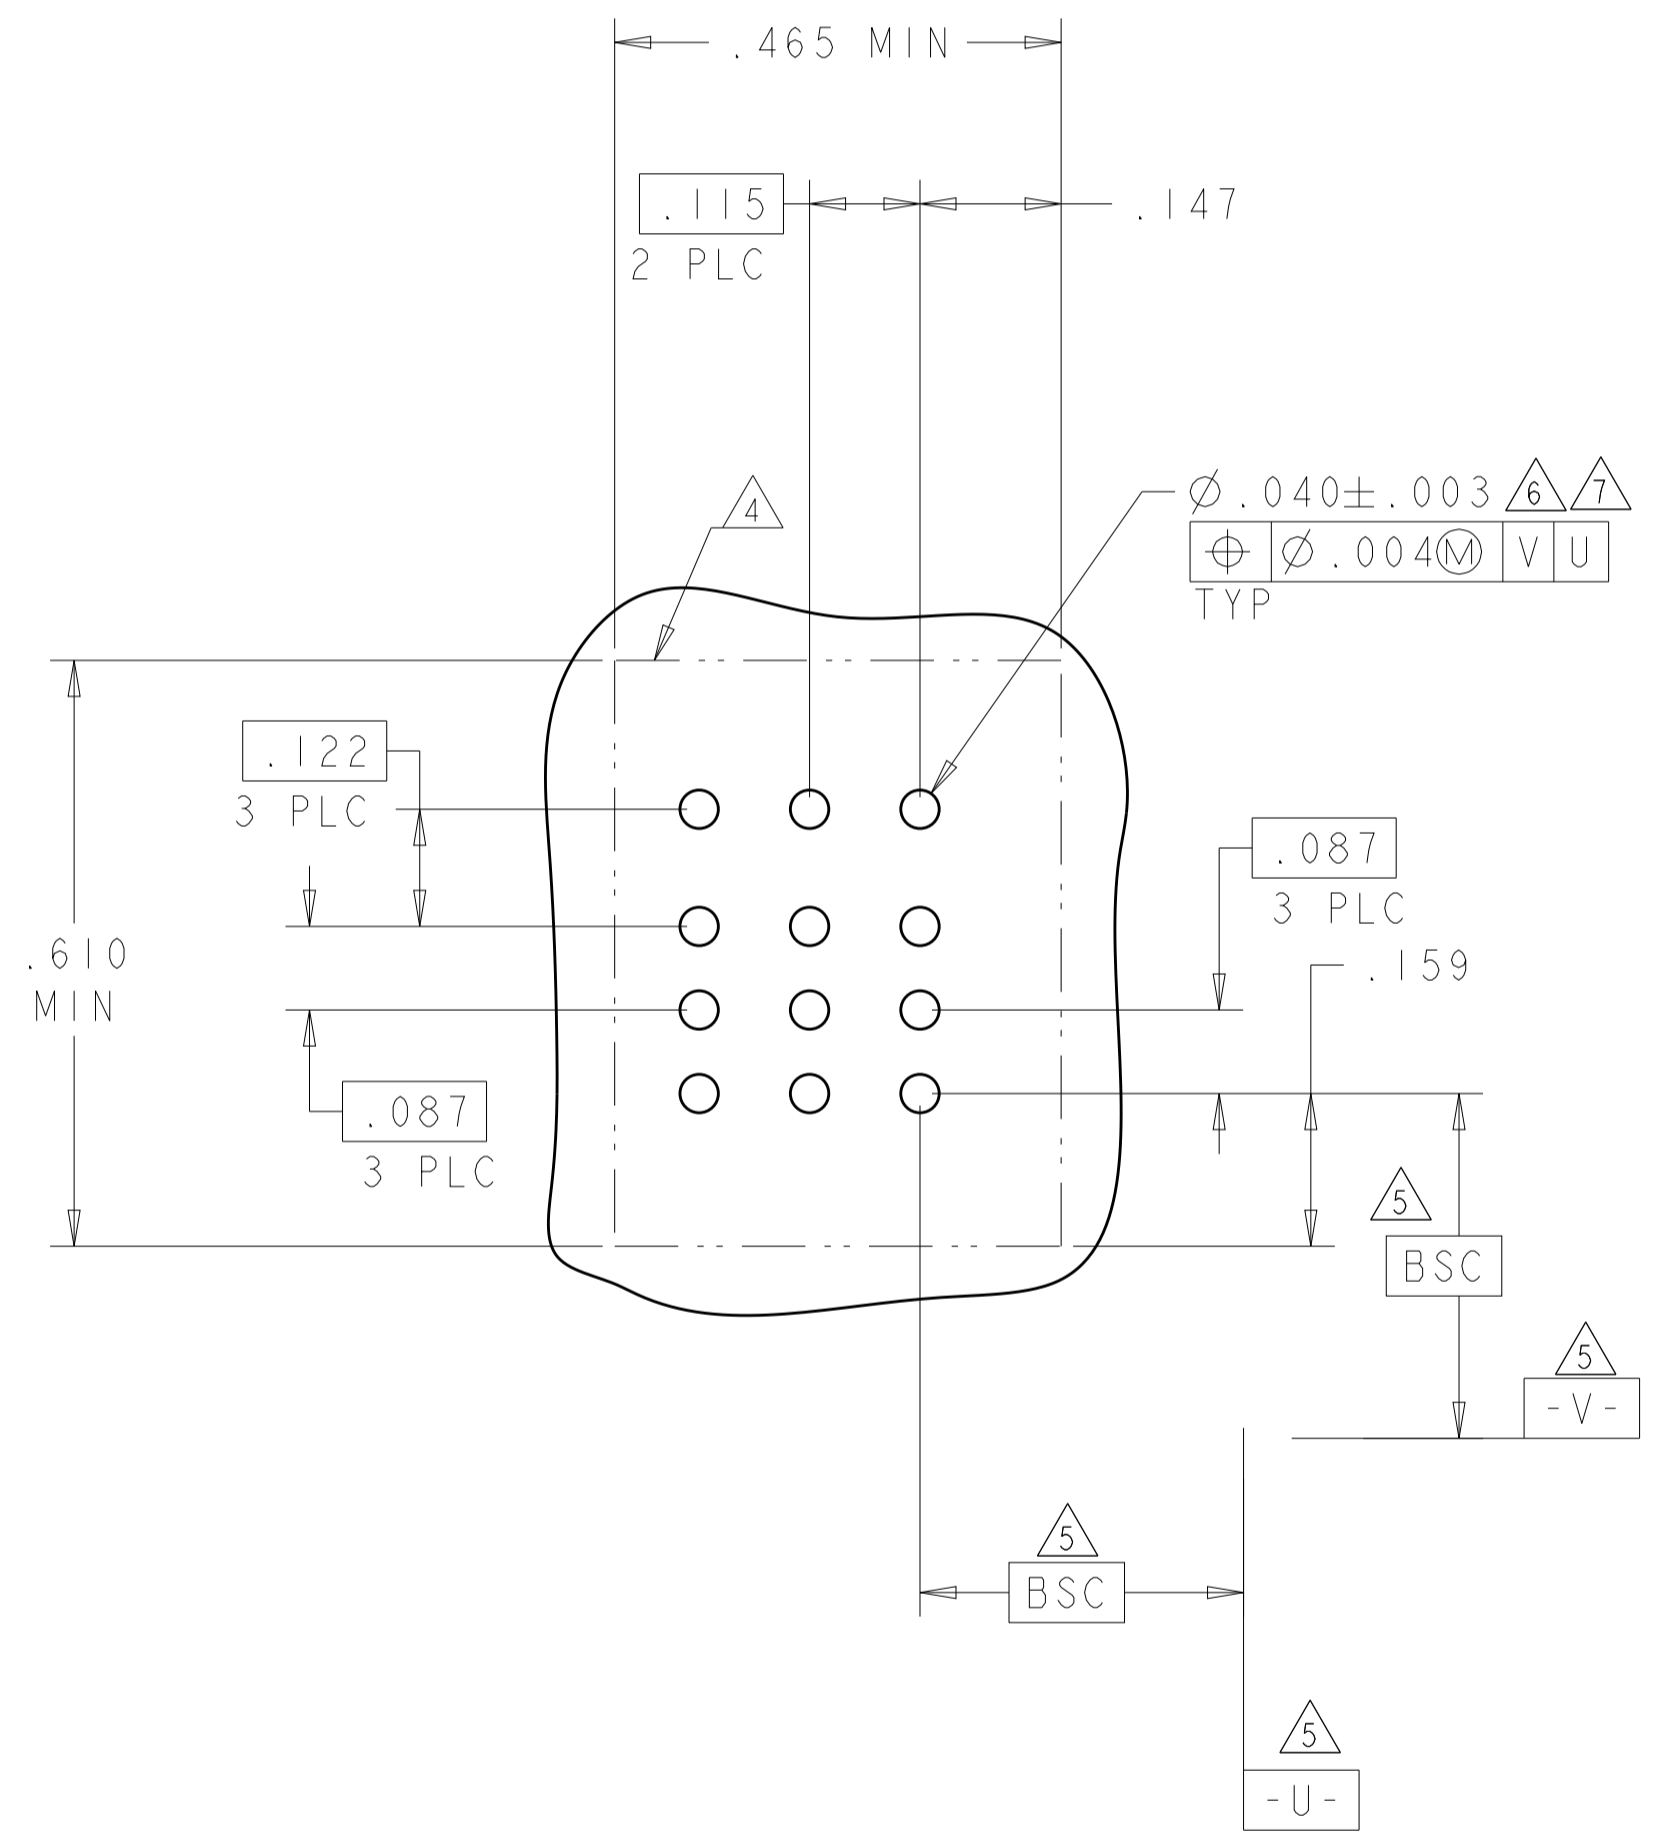 .465 MIN
.115
2 PLC
.147
4
⌀.040±.003 6 7
⌖ ⌀.004Ⓜ V U
TYP
.122
3 PLC
.087
3 PLC
.610
MIN
.159
.087
3 PLC
5
BSC
5
-V-
5
BSC
5
-U-